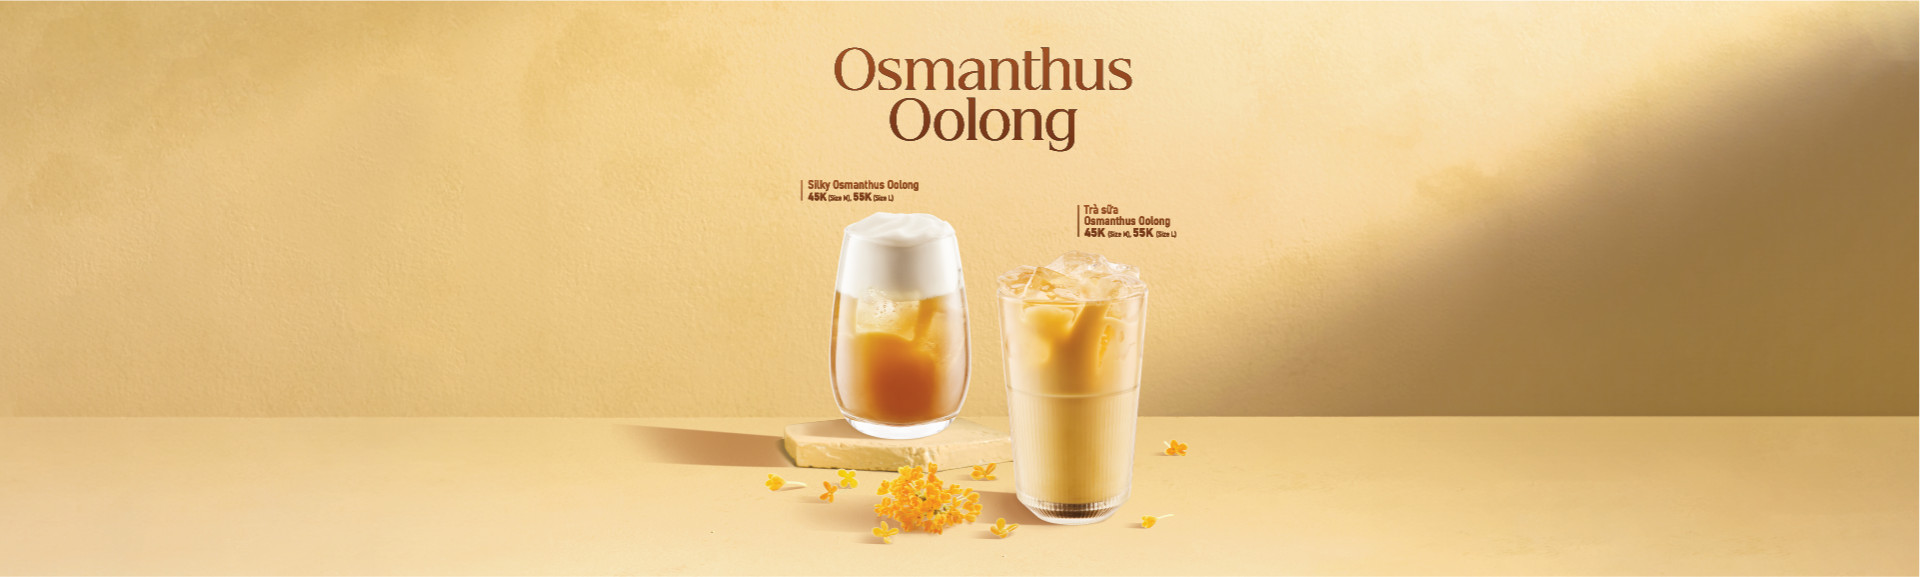 Osmanthus
Oolong
Silky Osmanthus Oolong
45K (Size M), 55K (Size L)
Trà sữa
Osmanthus Oolong
45K (Size M), 55K (Size L)